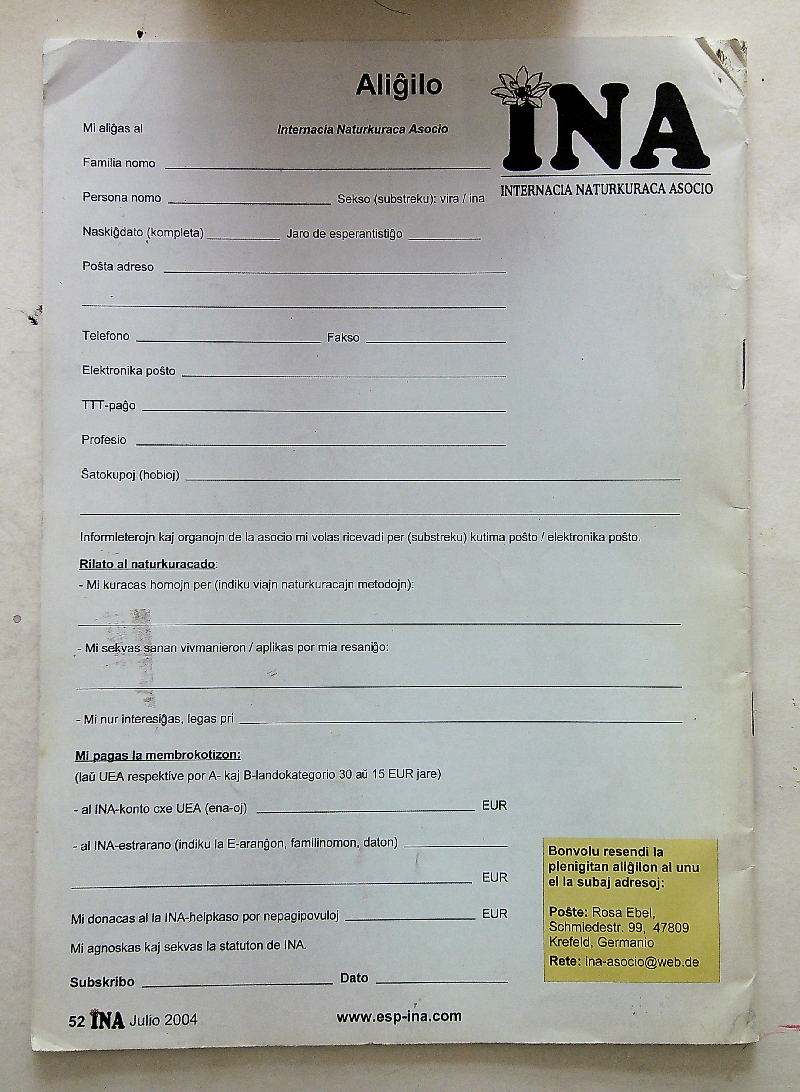 Aliĝilo
INA
INTERNACIA NATURKURACA ASOCIO
Mi aliĝas al Internacia Naturkuraca Asocio
Familia nomo
Persona nomo Sekso (substreku): vira / ina
Naskiĝdato (kompleta) Jaro de esperantistiĝo
Poŝta adreso
Telefono Fakso
Elektronika poŝto
TTT-paĝo
Profesio
Ŝatokupoj (hobioj)
Informleterojn kaj organojn de la asocio mi volas ricevadi per (substreku) kutima poŝto / elektronika poŝto.
Rilato al naturkuracado:
- Mi kuracas homojn per (indiku viajn naturkuracajn metodojn):
- Mi sekvas sanan vivmanieron / aplikas por mia resaniĝo:
- Mi nur interesiĝas, legas pri
Mi pagas la membrokotizon:
(laŭ UEA respektive por A- kaj B-landokategorio 30 aŭ 15 EUR jare)
- al INA-konto cxe UEA (ena-oj) EUR
- al INA-estrarano (indiku la E-aranĝon, familinomon, daton)
EUR
Mi donacas al la INA-helpkaso por nepagipovuloj EUR
Mi agnoskas kaj sekvas la statuton de INA.
Subskribo Dato
Bonvolu resendi la
plenigitan aliĝilon al unu
el la subaj adresoj:
Poŝte: Rosa Ebel,
Schmiedestr. 99, 47809
Krefeld, Germanio
Rete: ina-asocio@web.de
52 INA Julio 2004 www.esp-ina.com